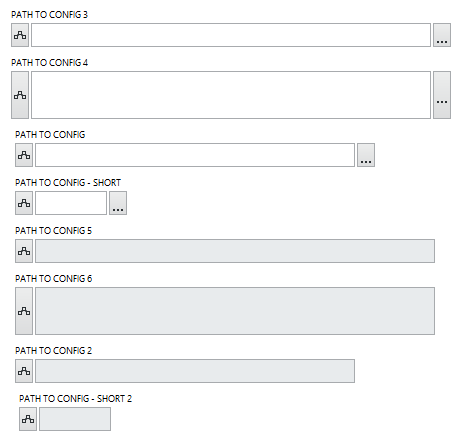 PATH TO CONFIG 3
...
PATH TO CONFIG 4
...
PATH TO CONFIG
...
PATH TO CONFIG - SHORT
...
PATH TO CONFIG 5
PATH TO CONFIG 6
PATH TO CONFIG 2
PATH TO CONFIG - SHORT 2